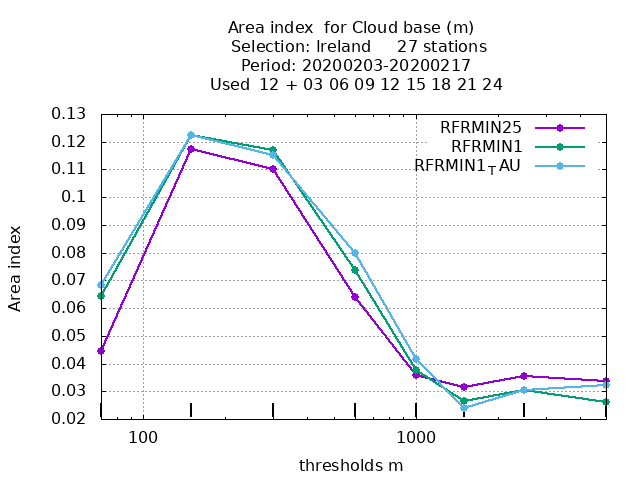 Area index  for Cloud base (m)
Selection: Ireland     27 stations
Period: 20200203-20200217
Used  12 + 03 06 09 12 15 18 21 24
RFRMIN25
RFRMIN1
RFRMIN1TAU
0.13
0.12
0.11
0.1
0.09
0.08
0.07
0.06
0.05
0.04
0.03
0.02
Area index
100 1000
thresholds m